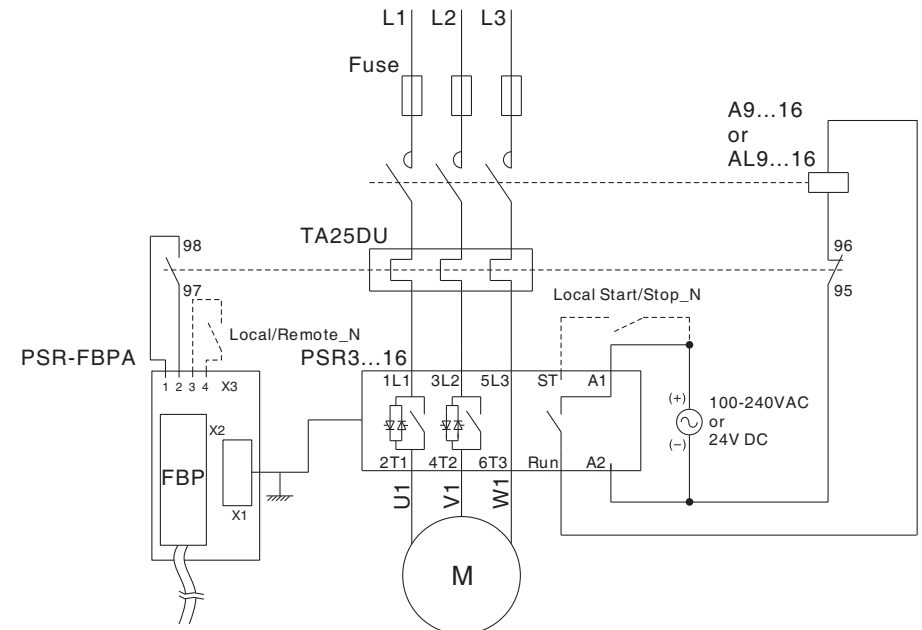 L1 L2 L3
Fuse
A9...16
or
AL9...16
TA25DU
98
96
97
95
Local Start/Stop_N
Local/Remote_N
PSR-FBPA
PSR3...16
1 2 3 4 X3
1L1 3L2 5L3 ST A1
(+)
100-240VAC
or
24V DC
(−)
X2
FBP
X1
2T1 4T2 6T3 Run A2
U1 V1 W1
M